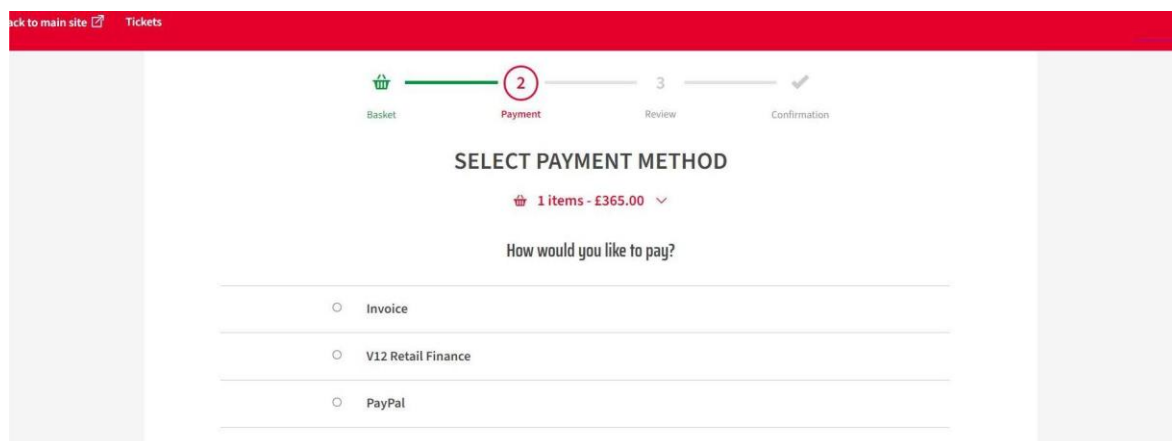 ack to main site Tickets
2 3
Basket Payment Review Confirmation
SELECT PAYMENT METHOD
1 items - £365.00
How would you like to pay?
Invoice
V12 Retail Finance
PayPal